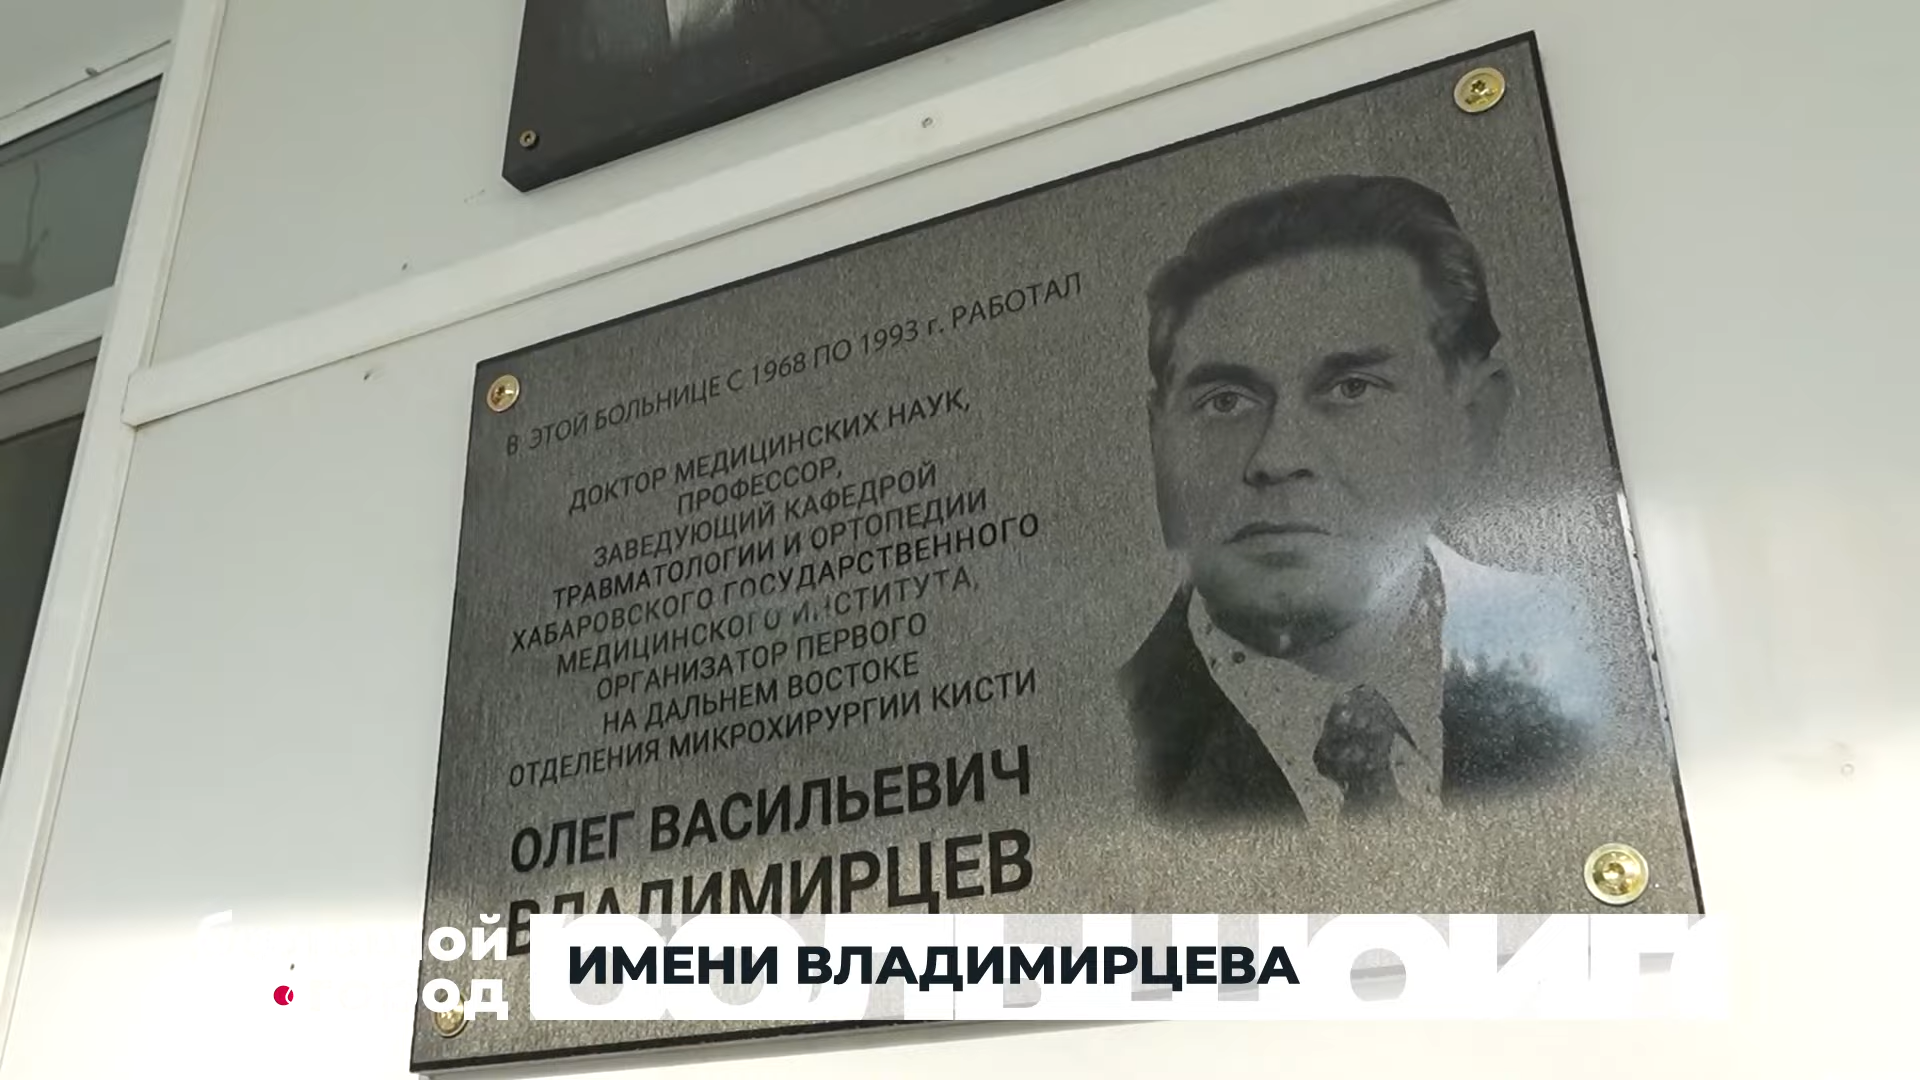 В ЭТОЙ БОЛЬНИЦЕ С 1968 ПО 1993 г. РАБОТАЛ
ДОКТОР МЕДИЦИНСКИХ НАУК,
ПРОФЕССОР,
ЗАВЕДУЮЩИЙ КАФЕДРОЙ
ТРАВМАТОЛОГИИ И ОРТОПЕДИИ
ХАБАРОВСКОГО ГОСУДАРСТВЕННОГО
МЕДИЦИНСКОГО ИНСТИТУТА,
ОРГАНИЗАТОР ПЕРВОГО
НА ДАЛЬНЕМ ВОСТОКЕ
ОТДЕЛЕНИЯ МИКРОХИРУРГИИ КИСТИ
ОЛЕГ ВАСИЛЬЕВИЧ
ВЛАДИМИРЦЕВ
ИМЕНИ ВЛАДИМИРЦЕВА